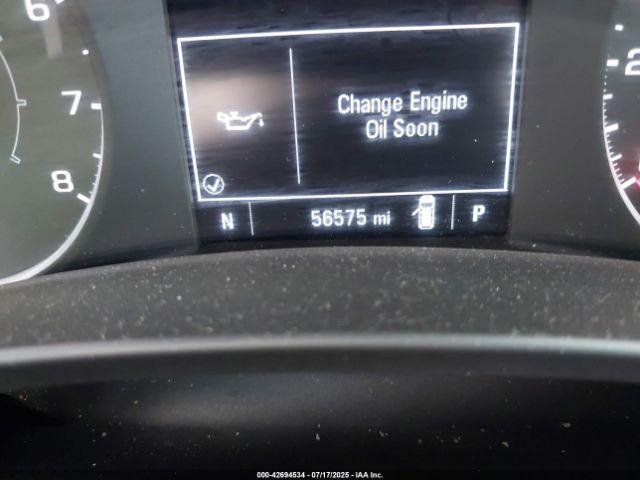 6
7
8
Change Engine
Oil Soon
N 56575 mi P
000-42694534 - 07/17/2025 - IAA Inc.